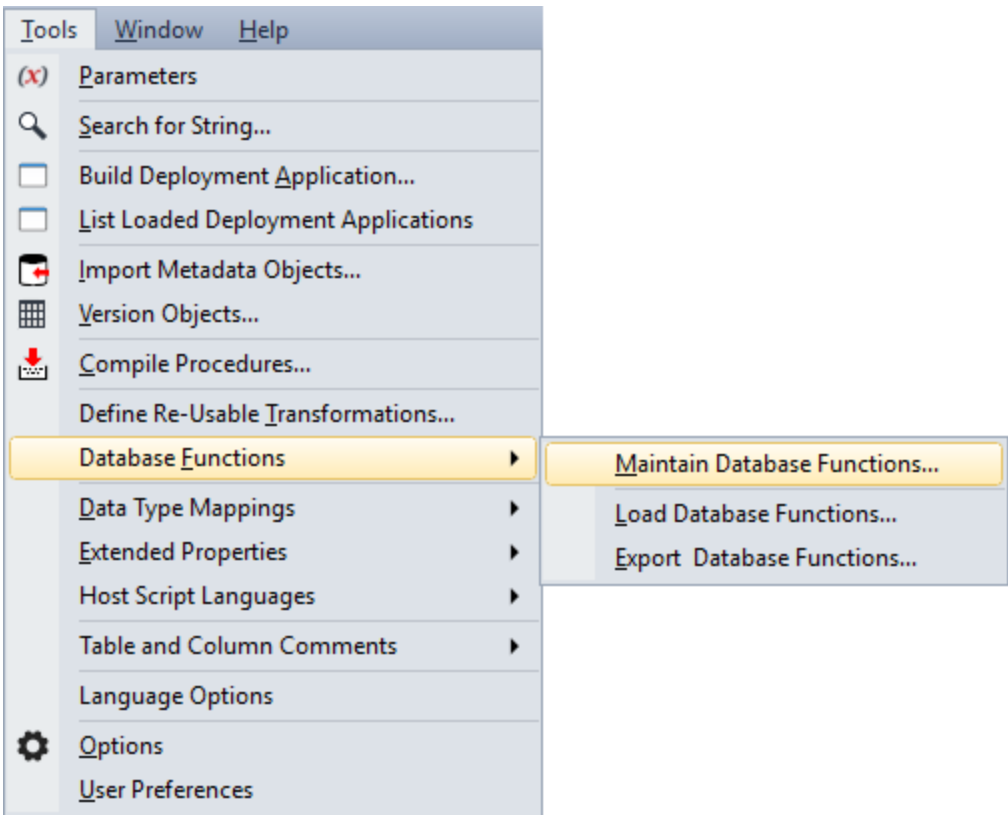 Tools Window Help
(x) Parameters
Search for String...
Build Deployment Application...
List Loaded Deployment Applications
Import Metadata Objects...
Version Objects...
Compile Procedures...
Define Re-Usable Transformations...
Database Functions
Maintain Database Functions...
Load Database Functions...
Export  Database Functions...
Data Type Mappings
Extended Properties
Host Script Languages
Table and Column Comments
Language Options
Options
User Preferences